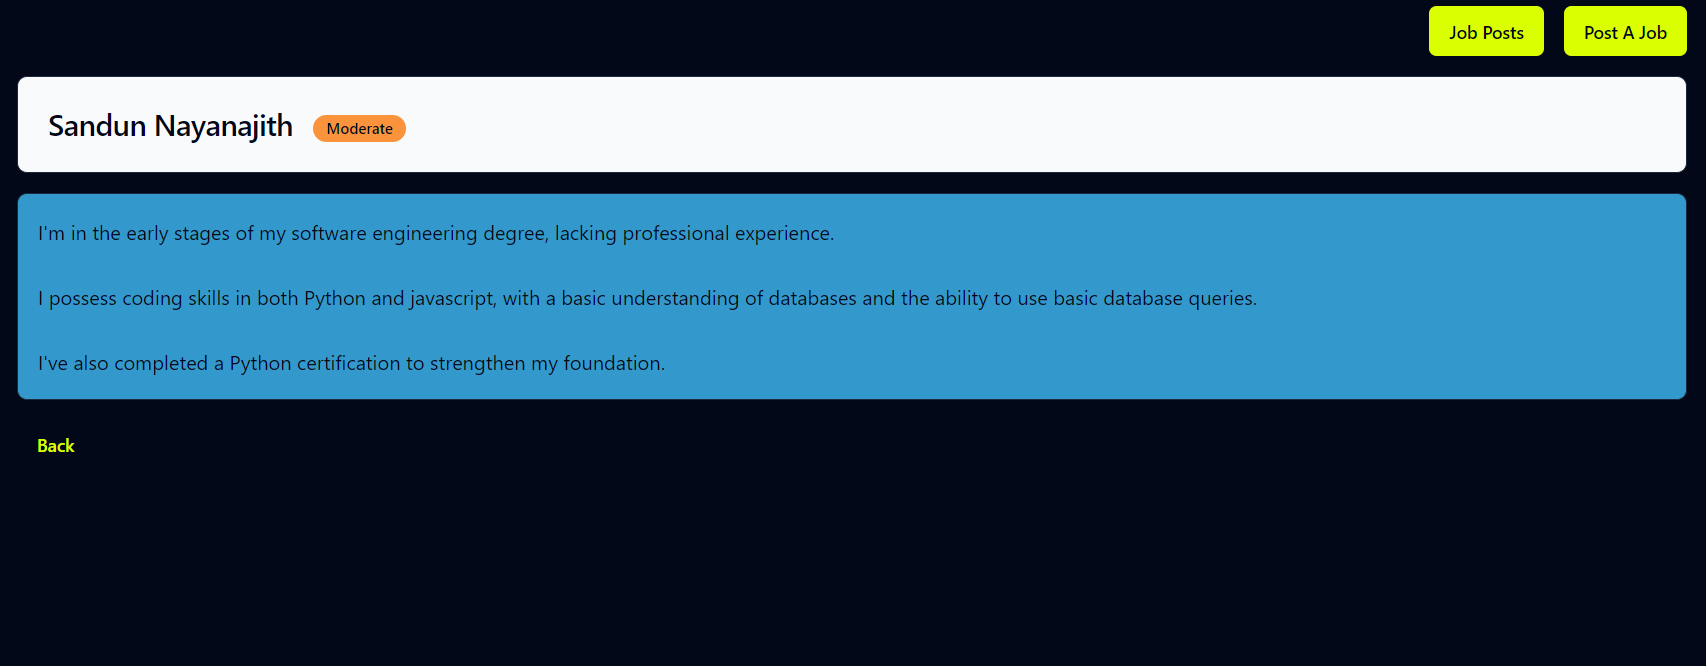 Job Posts Post A Job
Sandun Nayanajith Moderate
I'm in the early stages of my software engineering degree, lacking professional experience.
I possess coding skills in both Python and javascript, with a basic understanding of databases and the ability to use basic database queries.
I've also completed a Python certification to strengthen my foundation.
Back